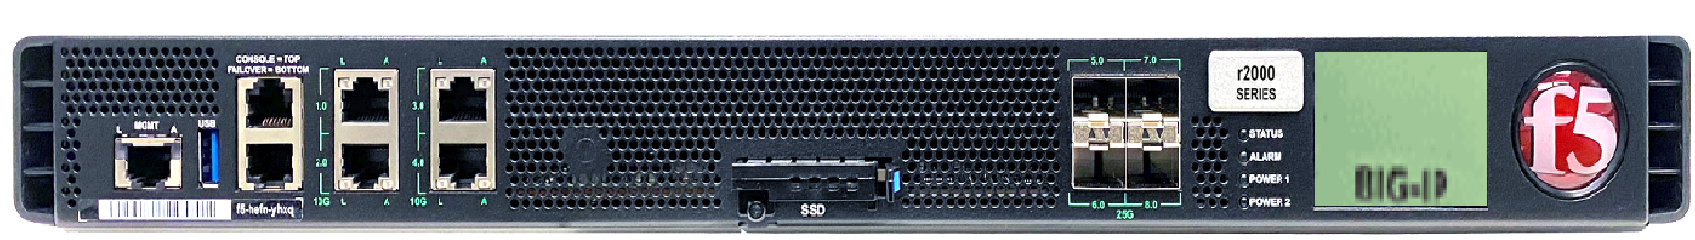 MGMT
L A
USB
CONSOLE = TOP
FAILOVER = BOTTOM
f5-hefn-yhxq
L A
1.0
2.0
10G L A
L A
3.0
4.0
10G L A
SSD
5.0 7.0
6.0 8.0
25G
r2000
SERIES
STATUS
ALARM
POWER 1
POWER 2
BIG-IP
f5